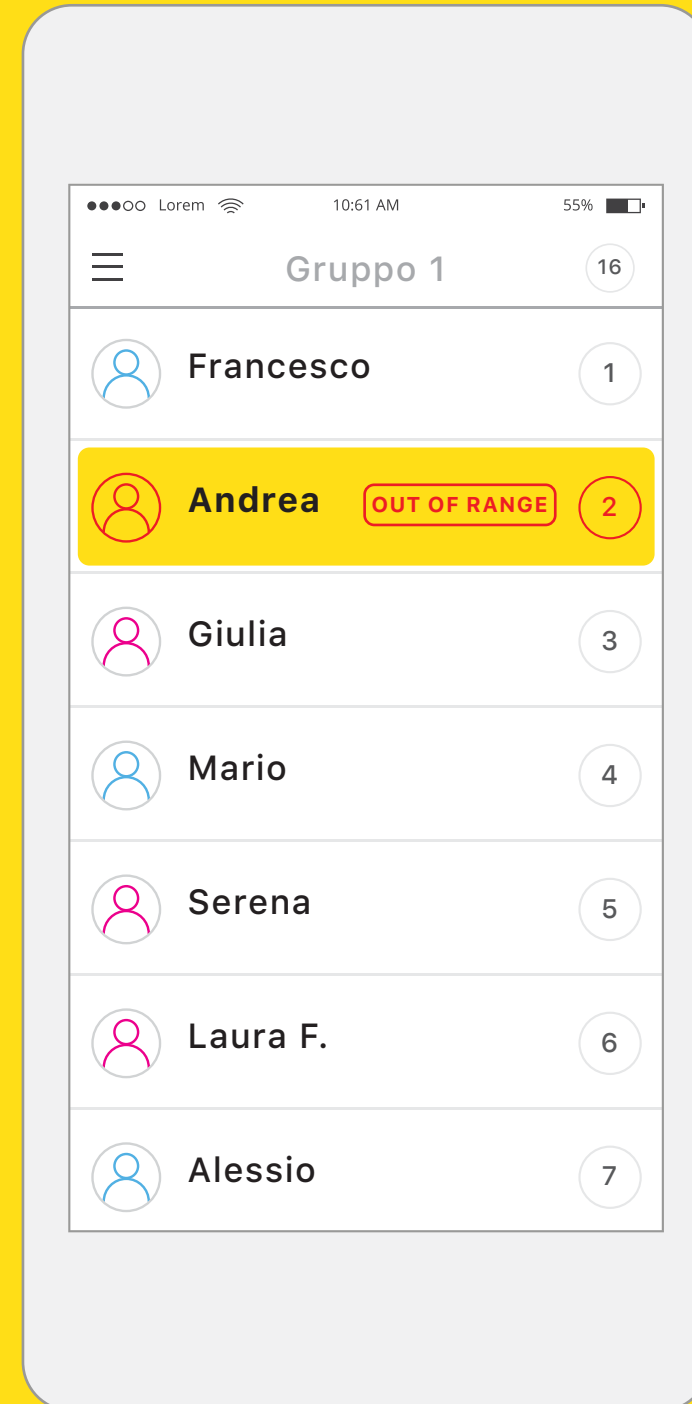 Lorem 10:61 AM 55%
Gruppo 1 16
Francesco 1
Andrea OUT OF RANGE 2
Giulia 3
Mario 4
Serena 5
Laura F. 6
Alessio 7